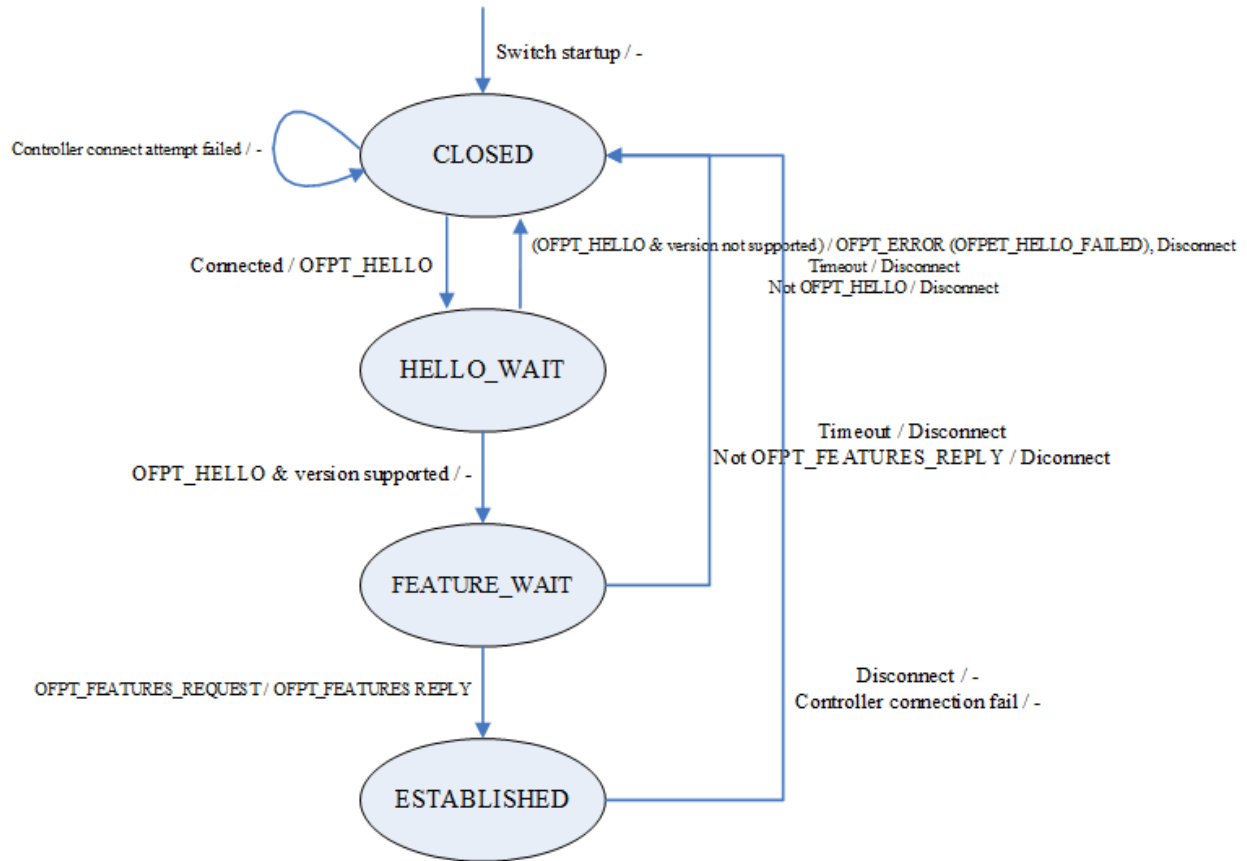 Switch startup / -
Controller connect attempt failed / -
CLOSED
(OFPT_HELLO & version not supported) / OFPT_ERROR (OFPET_HELLO_FAILED), Disconnect
Timeout / Disconnect
Not OFPT_HELLO / Disconnect
Connected / OFPT_HELLO
HELLO_WAIT
Timeout / Disconnect
Not OFPT_FEATURES_REPLY / Diconnect
OFPT_HELLO & version supported / -
FEATURE_WAIT
OFPT_FEATURES_REQUEST / OFPT_FEATURES REPLY
Disconnect / -
Controller connection fail / -
ESTABLISHED